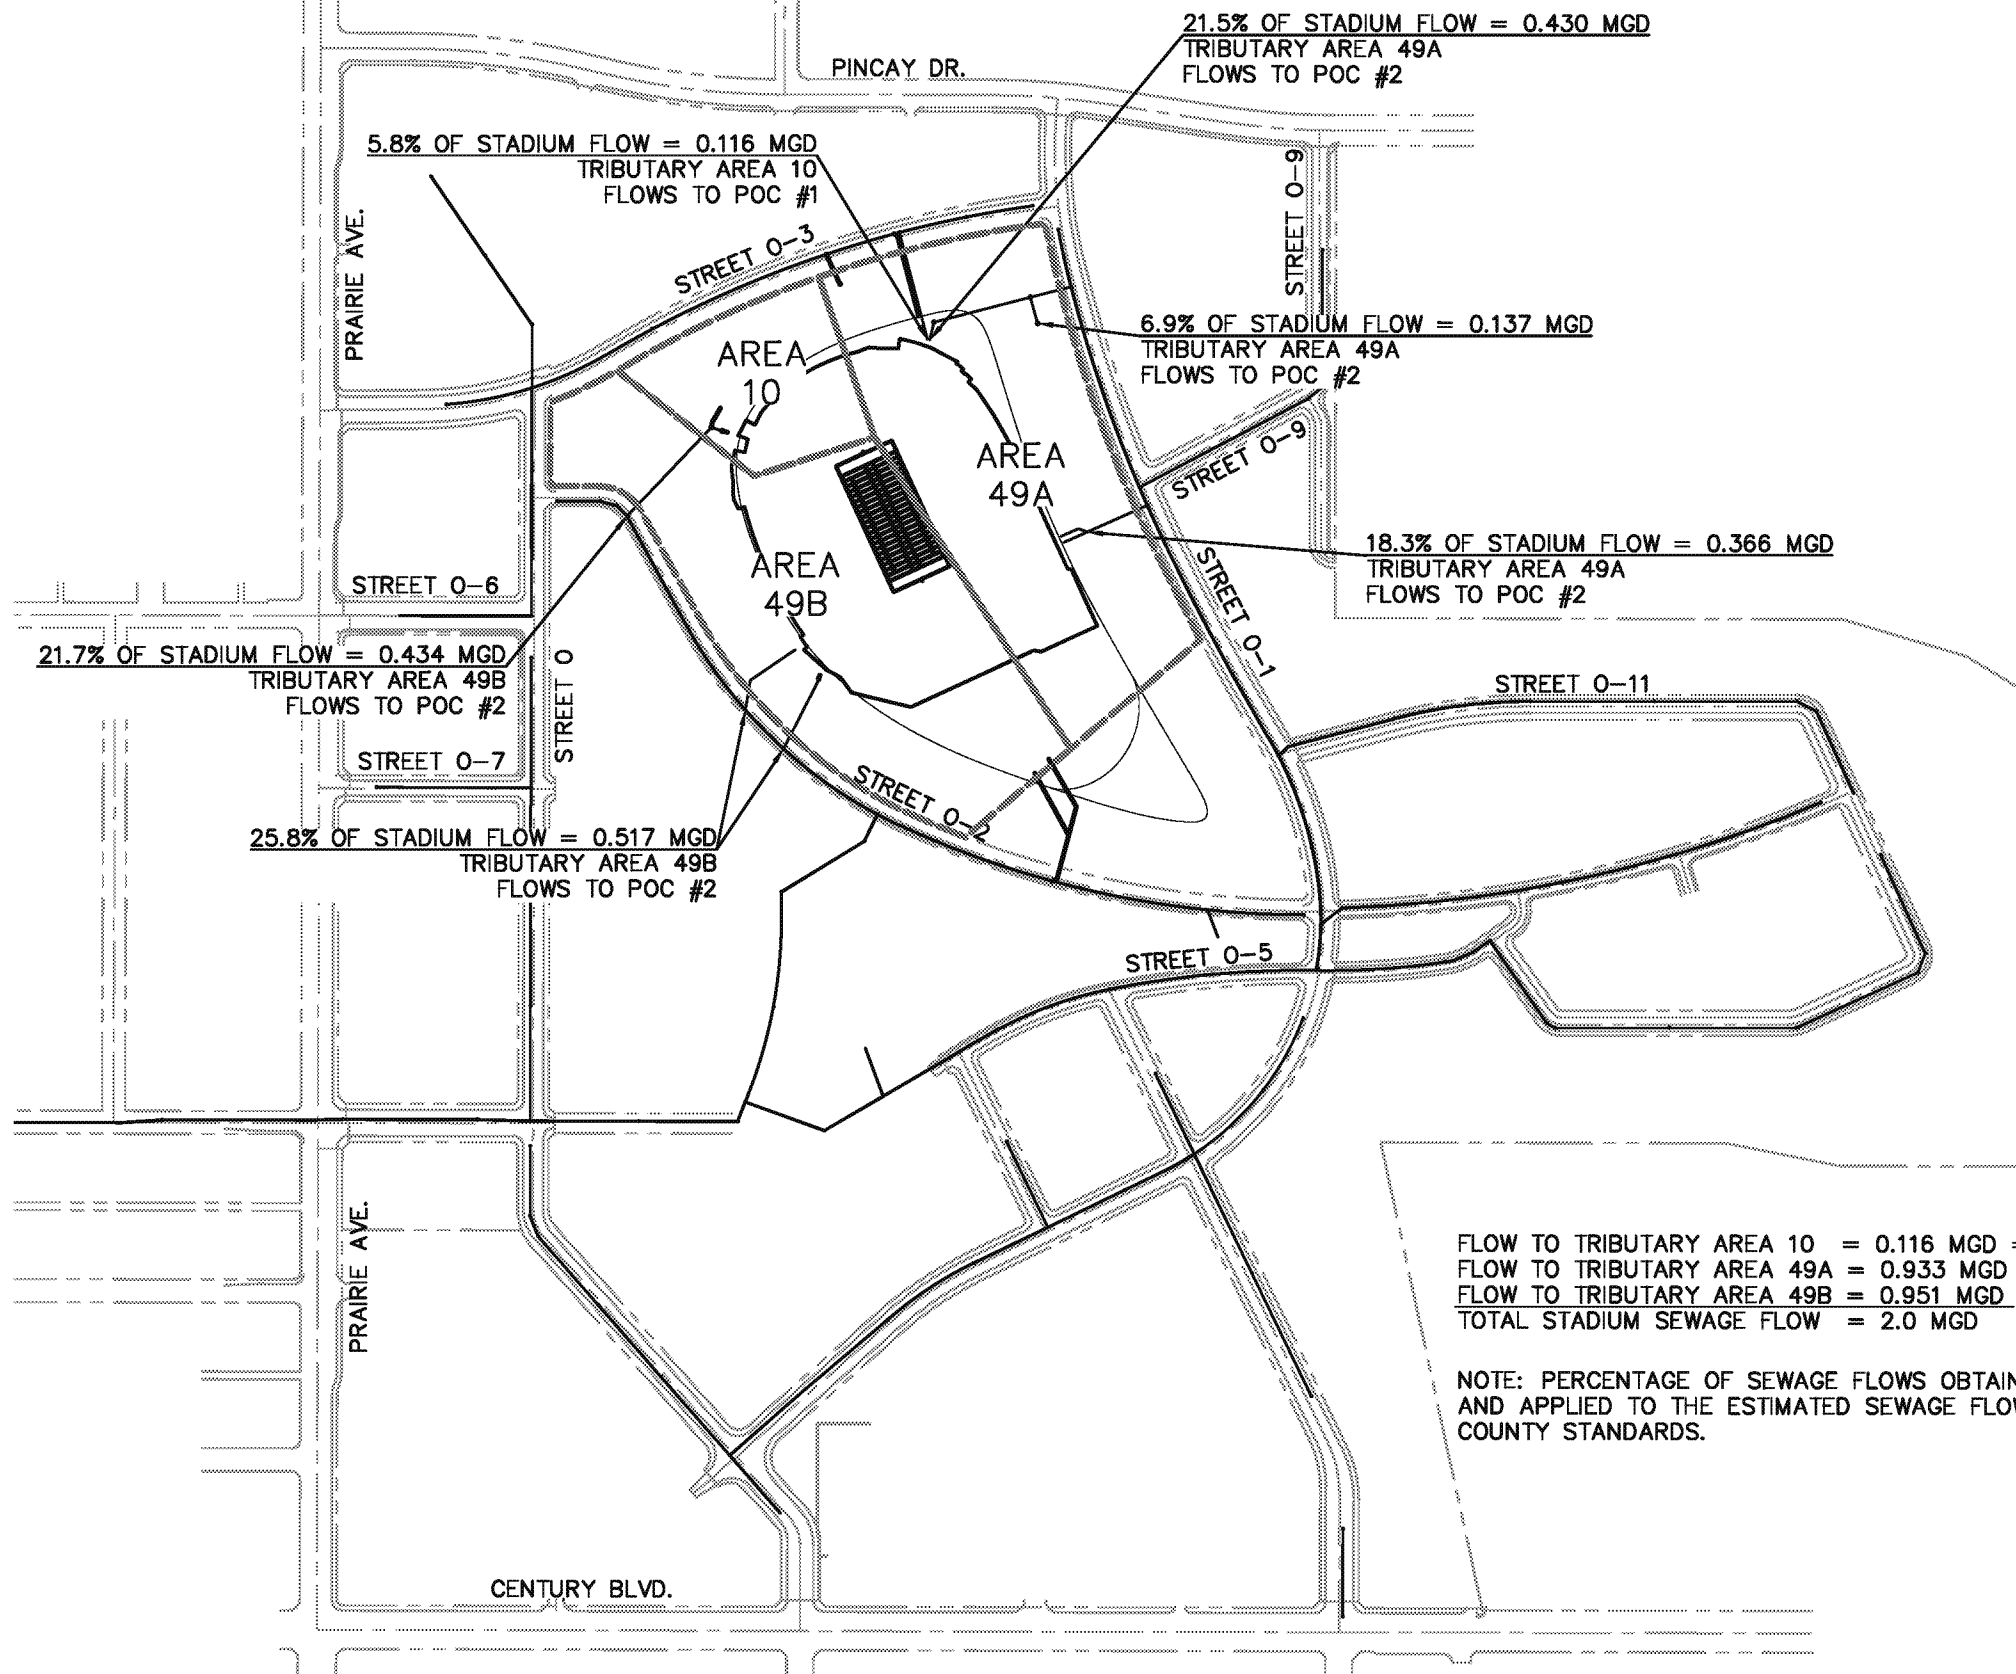 21.5% OF STADIUM FLOW = 0.430 MGD
TRIBUTARY AREA 49A
FLOWS TO POC #2
PINCAY DR.
5.8% OF STADIUM FLOW = 0.116 MGD
TRIBUTARY AREA 10
FLOWS TO POC #1
PRAIRIE AVE.
STREET O-3
STREET O-9
6.9% OF STADIUM FLOW = 0.137 MGD
TRIBUTARY AREA 49A
FLOWS TO POC #2
AREA
10
AREA
49A
STREET O-9
18.3% OF STADIUM FLOW = 0.366 MGD
TRIBUTARY AREA 49A
FLOWS TO POC #2
AREA
49B
STREET O-6
STREET O-1
21.7% OF STADIUM FLOW = 0.434 MGD
TRIBUTARY AREA 49B
FLOWS TO POC #2
STREET O
STREET O-11
STREET O-7
STREET O-2
25.8% OF STADIUM FLOW = 0.517 MGD
TRIBUTARY AREA 49B
FLOWS TO POC #2
STREET O-5
PRAIRIE AVE.
FLOW TO TRIBUTARY AREA 10 = 0.116 MGD =
FLOW TO TRIBUTARY AREA 49A = 0.933 MGD
FLOW TO TRIBUTARY AREA 49B = 0.951 MGD
TOTAL STADIUM SEWAGE FLOW = 2.0 MGD
NOTE: PERCENTAGE OF SEWAGE FLOWS OBTAIN
AND APPLIED TO THE ESTIMATED SEWAGE FLO
COUNTY STANDARDS.
CENTURY BLVD.